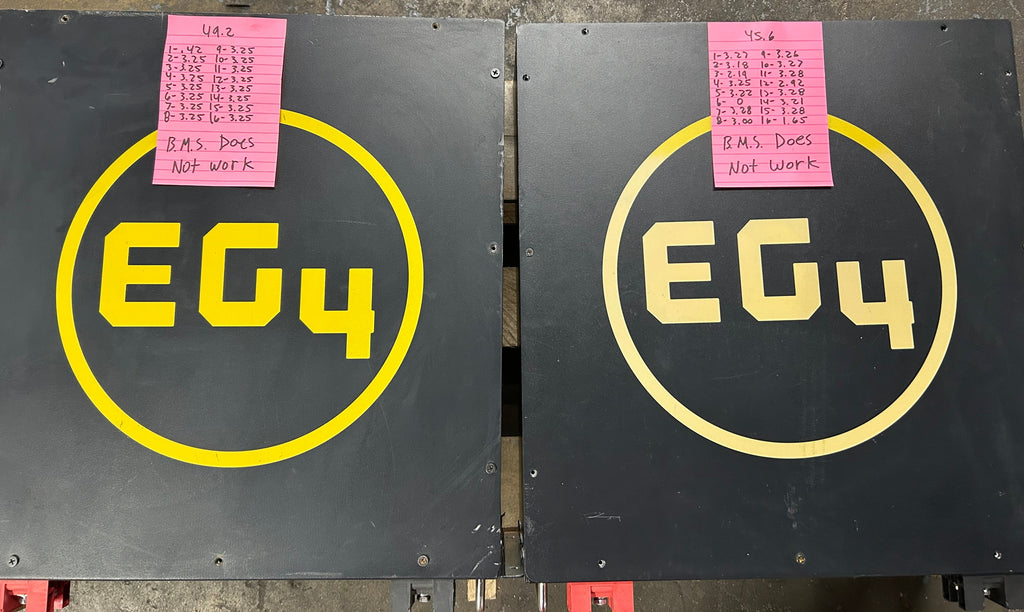 49.2
1-.42 9-3.25
2-3.25 10-3.25
3-3.25 11-3.25
4-3.25 12-3.25
5-3.25 13-3.25
6-3.25 14-3.25
7-3.25 15-3.25
8-3.25 16-3.25
B.M.S. Does
Not work
EG4
45.6
1-3.27 9-3.26
2-3.18 10-3.27
3-2.19 11-3.28
4-3.25 12-2.92
5-3.22 13-3.28
6- 0 14-3.21
7-3.28 15-3.28
8-3.00 16-1.65
B.M.S. Does
Not work
EG4